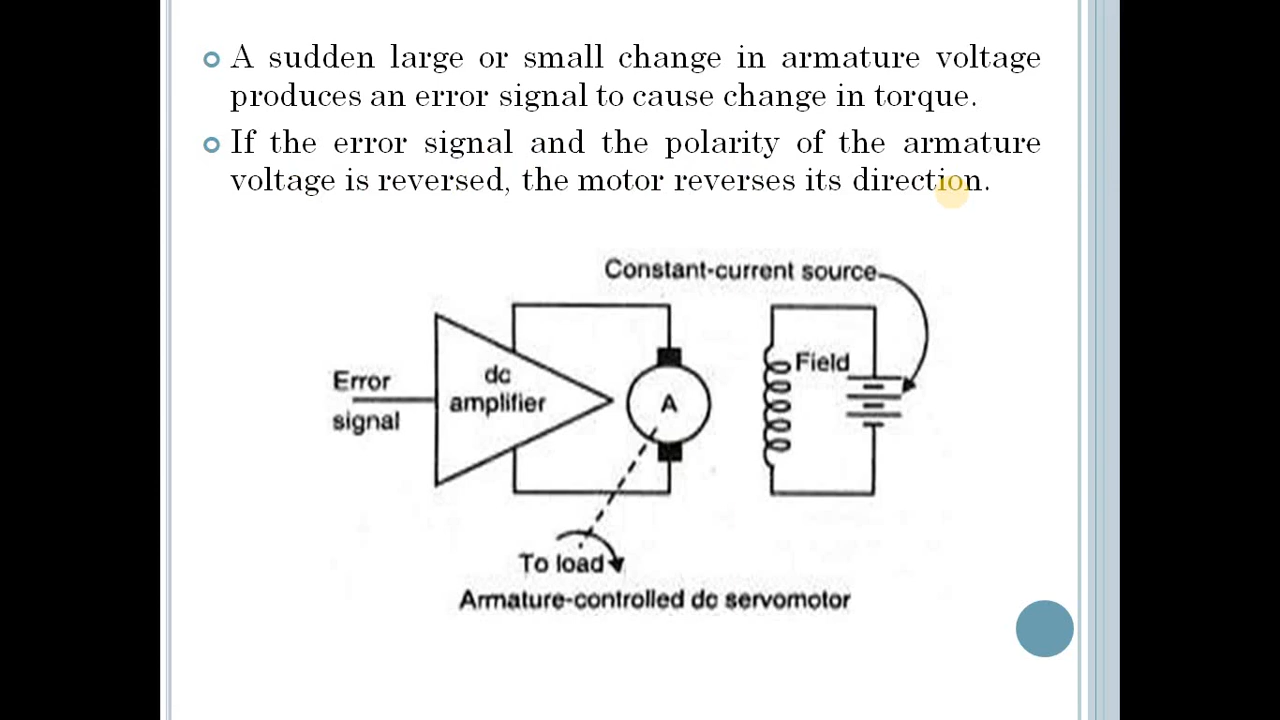 A sudden large or small change in armature voltage
produces an error signal to cause change in torque.
If the error signal and the polarity of the armature
voltage is reversed, the motor reverses its direction.
Constant-current source
Field
dc
amplifier
A
Error
signal
To load
Armature-controlled dc servomotor